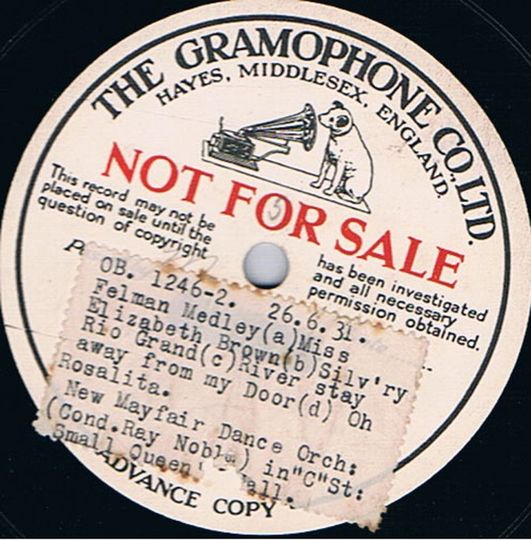 THE GRAMOPHONE CO. LTD.
HAYES, MIDDLESEX, ENGLAND.
NOT FOR SALE
5
This record may not be
placed on sale until the
question of copyright
has been investigated
and all necessary
permission obtained.
OB. 1246-2. 26.6.31.
Felman Medley(a)Miss
Elizabeth Brown(b)Silv'ry
Rio Grand(c)River stay
away from my Door(d) Oh
Rosalita.
New Mayfair Dance Orch:
(Cond.Ray Noble) in"C"St:
Small Queen's Hall.
ADVANCE COPY